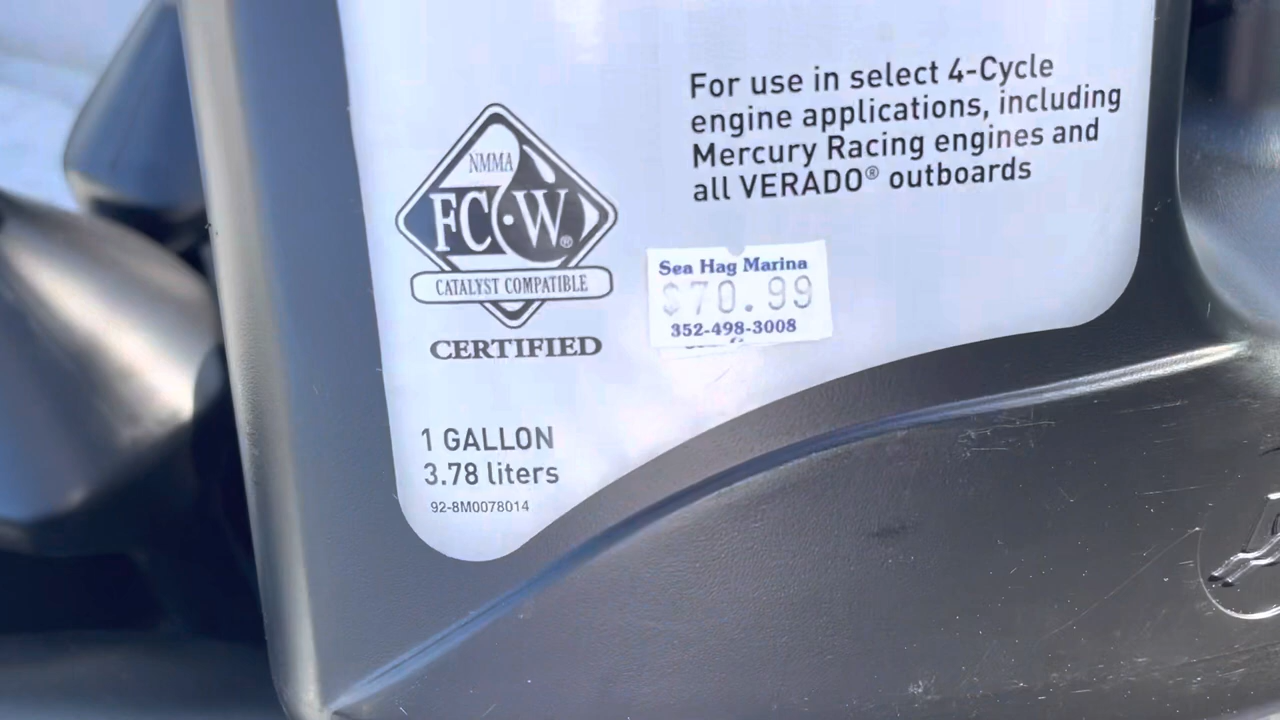 For use in select 4-Cycle
engine applications, including
Mercury Racing engines and
all VERADO® outboards
NMMA
FC·W®
CATALYST COMPATIBLE
CERTIFIED
Sea Hag Marina
$70.99
352-498-3008
1 GALLON
3.78 liters
92-8M0078014